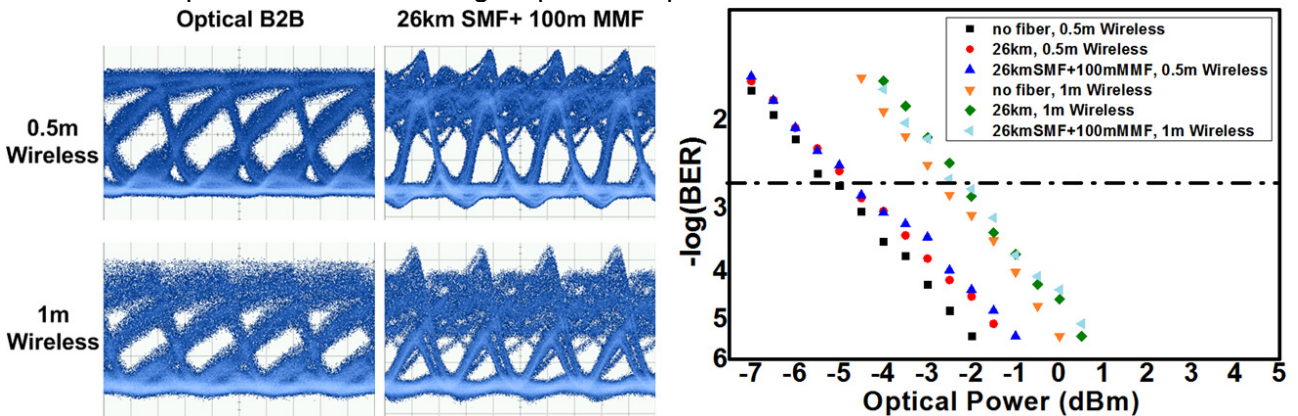 Optical B2B
26km SMF+ 100m MMF
0.5m
Wireless
1m
Wireless
no fiber, 0.5m Wireless
26km, 0.5m Wireless
26kmSMF+100mMMF, 0.5m Wireless
no fiber, 1m Wireless
26km, 1m Wireless
26kmSMF+100mMMF, 1m Wireless
-log(BER)
2
3
4
5
6
-7 -6 -5 -4 -3 -2 -1 0 1 2 3 4 5
Optical Power (dBm)